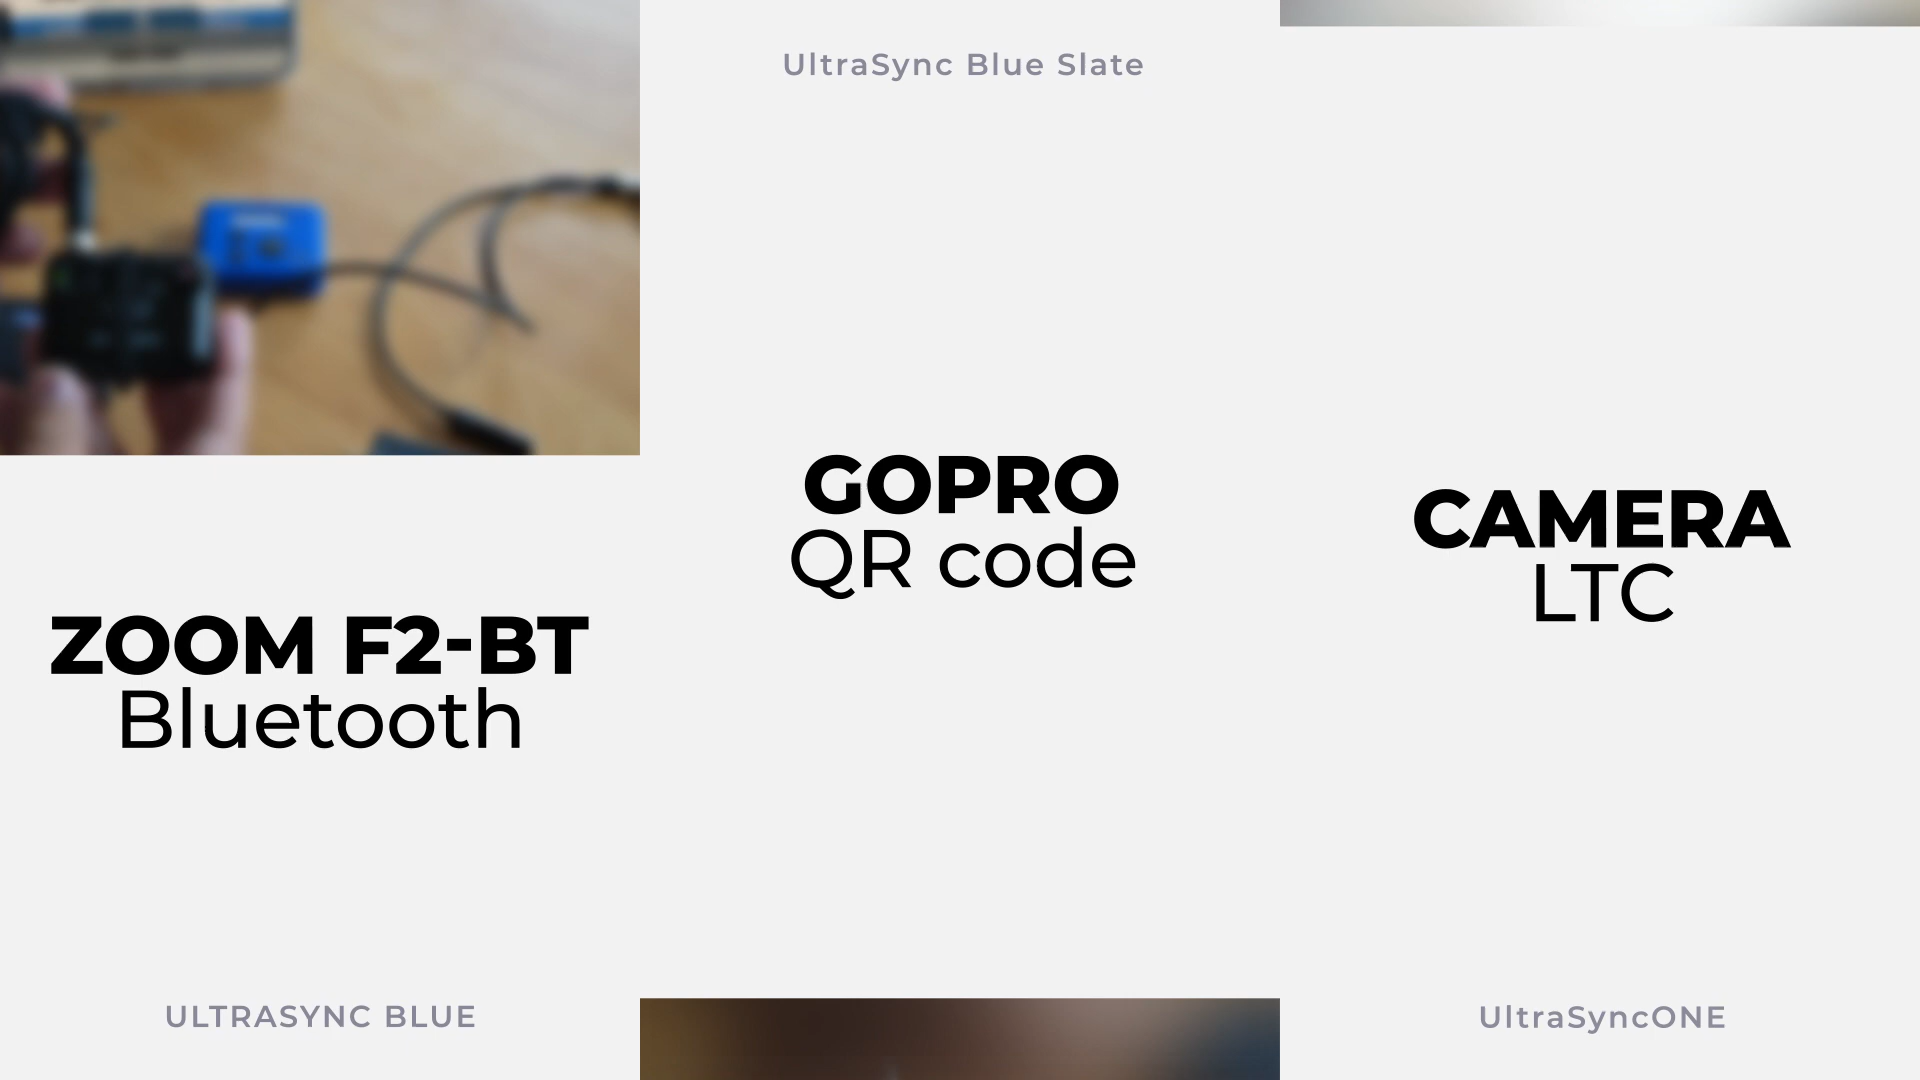 ZOOM F2-BT
Bluetooth
ULTRASYNC BLUE
UltraSync Blue Slate
GOPRO
QR code
CAMERA
LTC
UltraSyncONE